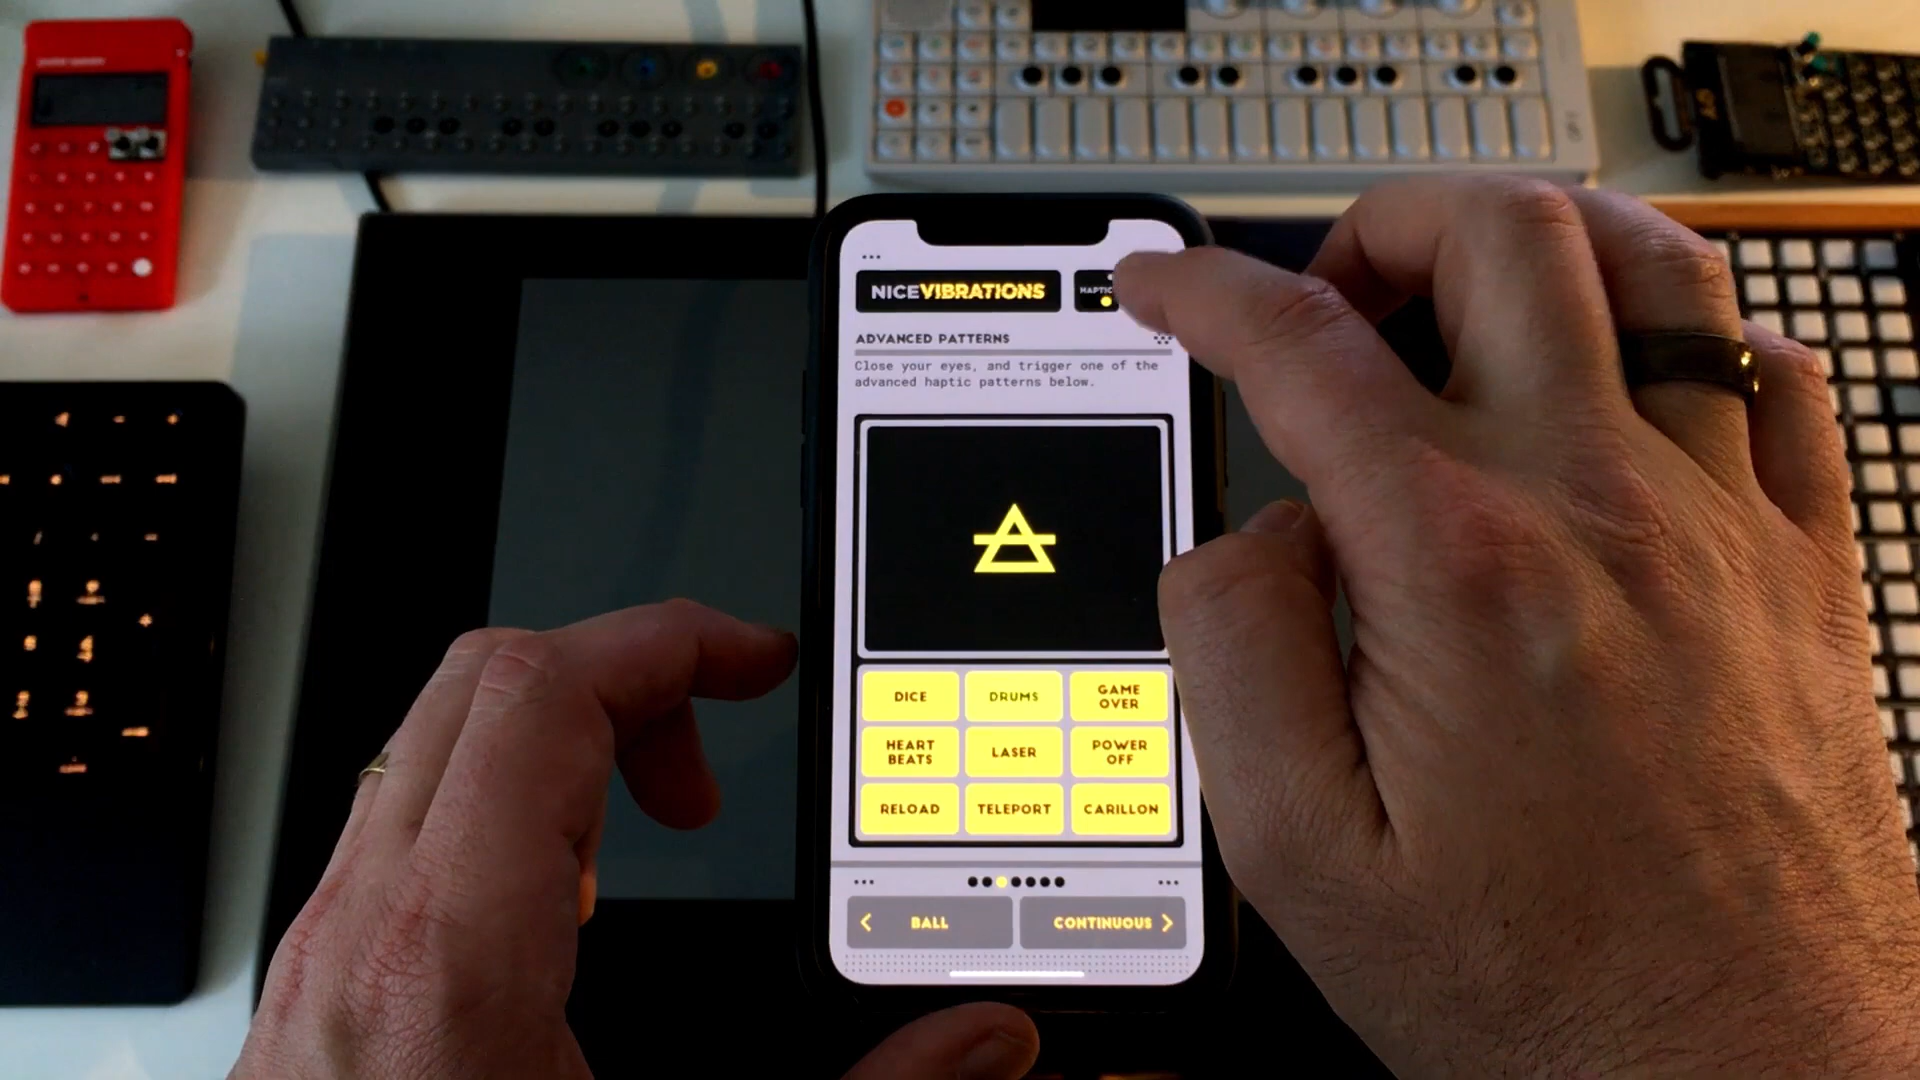 NICEVIBRATIONS
ADVANCED PATTERNS
Close your eyes, and trigger one of the
advanced haptic patterns below.
DICE
DRUMS
GAME
OVER
HEART
BEATS
LASER
POWER
OFF
RELOAD
TELEPORT
CARILLON
BALL
CONTINUOUS